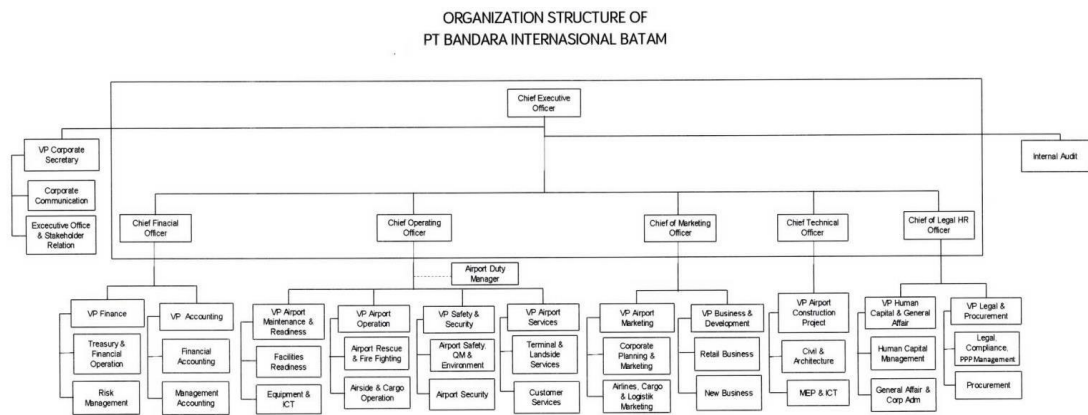 ORGANIZATION STRUCTURE OF
PT BANDARA INTERNASIONAL BATAM
Chief Executive
Officer
VP Corporate
Secretary
Internal Audit
Corporate
Communication
Excecutive Office
& Stakeholder
Relation
Chief Finacial
Officer
Chief Operating
Officer
Chief of Marketing
Officer
Chief Technical
Officer
Chief of Legal HR
Officer
Airport Duty
Manager
VP Finance
Treasury &
Financial
Operation
Risk
Management
VP Accounting
Financial
Accounting
Management
Accounting
VP Airport
Maintenance &
Readiness
Facilities
Readiness
Equipment &
ICT
VP Airport
Operation
Airport Rescue
& Fire Fighting
Airside & Cargo
Operation
VP Safety &
Security
Airport Safety,
QM &
Environment
Airport Security
VP Airport
Services
Terminal &
Landside
Services
Customer
Services
VP Airport
Marketing
Corporate
Planning &
Marketing
Airlines, Cargo
& Logistik
Marketing
VP Business &
Development
Retail Business
New Business
VP Airport
Construction
Project
Civil &
Architecture
MEP & ICT
VP Human
Capital & General
Affair
Human Capital
Management
General Affair &
Corp Adm
VP Legal &
Procurement
Legal,
Compliance,
PPP Management
Procurement